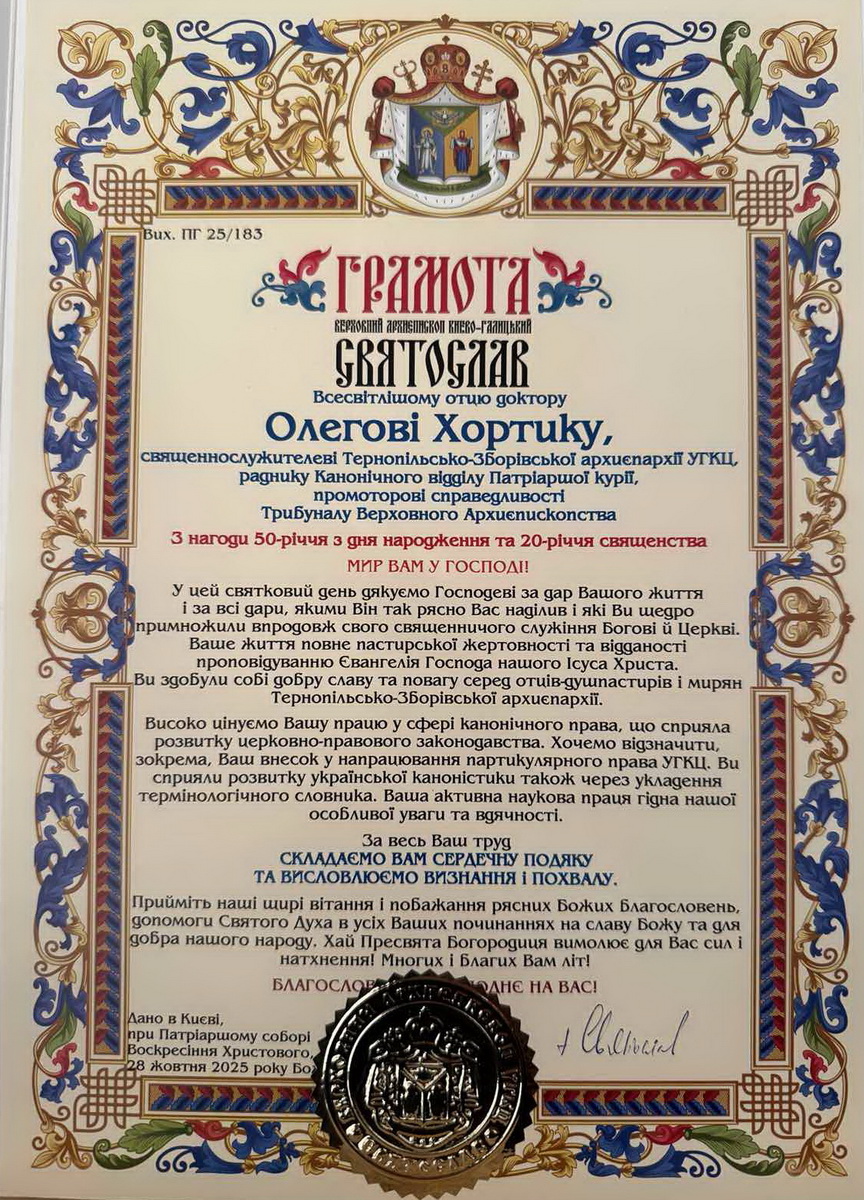 Вих. ПГ 25/183
ГРАМОТА
ВЕРХОВНИЙ АРХИЄПИСКОП КИЄВО-ГАЛИЦЬКИЙ
СВЯТОСЛАВ
Всесвітлішому отцю доктору
Олегові Хортику,
священнослужителеві Тернопільсько-Зборівської архиєпархії УГКЦ,
раднику Канонічного відділу Патріаршої курії,
промоторові справедливості
Трибуналу Верховного Архиєпископства
З нагоди 50-річчя з дня народження та 20-річчя священства
МИР ВАМ У ГОСПОДІ!
У цей святковий день дякуємо Господеві за дар Вашого життя
і за всі дари, якими Він так рясно Вас наділив і які Ви щедро
примножили впродовж свого священничого служіння Богові й Церкві.
Ваше життя повне пастирської жертовності та відданості
проповідуванню Євангелія Господа нашого Ісуса Христа.
Ви здобули собі добру славу та повагу серед отців-душпастирів і мирян
Тернопільсько-Зборівської архиєпархії.
Високо цінуємо Вашу працю у сфері канонічного права, що сприяла
розвитку церковно-правового законодавства. Хочемо відзначити,
зокрема, Ваш внесок у напрацювання партикулярного права УГКЦ. Ви
сприяли розвитку української каноністики також через укладення
термінологічного словника. Ваша активна наукова праця гідна нашої
особливої уваги та вдячності.
За весь Ваш труд
СКЛАДАЄМО ВАМ СЕРДЕЧНУ ПОДЯКУ
ТА ВИСЛОВЛЮЄМО ВИЗНАННЯ І ПОХВАЛУ.
Прийміть наші щирі вітання і побажання рясних Божих Благословень,
допомоги Святого Духа в усіх Ваших починаннях на славу Божу та для
добра нашого народу. Хай Пресвята Богородиця вимолює для Вас сил і
натхнення! Многих і Благих Вам літ!
БЛАГОСЛОВ ОДНЄ НА ВАС!
Дано в Києві,
при Патріаршому соборі
Воскресіння Христового,
28 жовтня 2025 року Бо